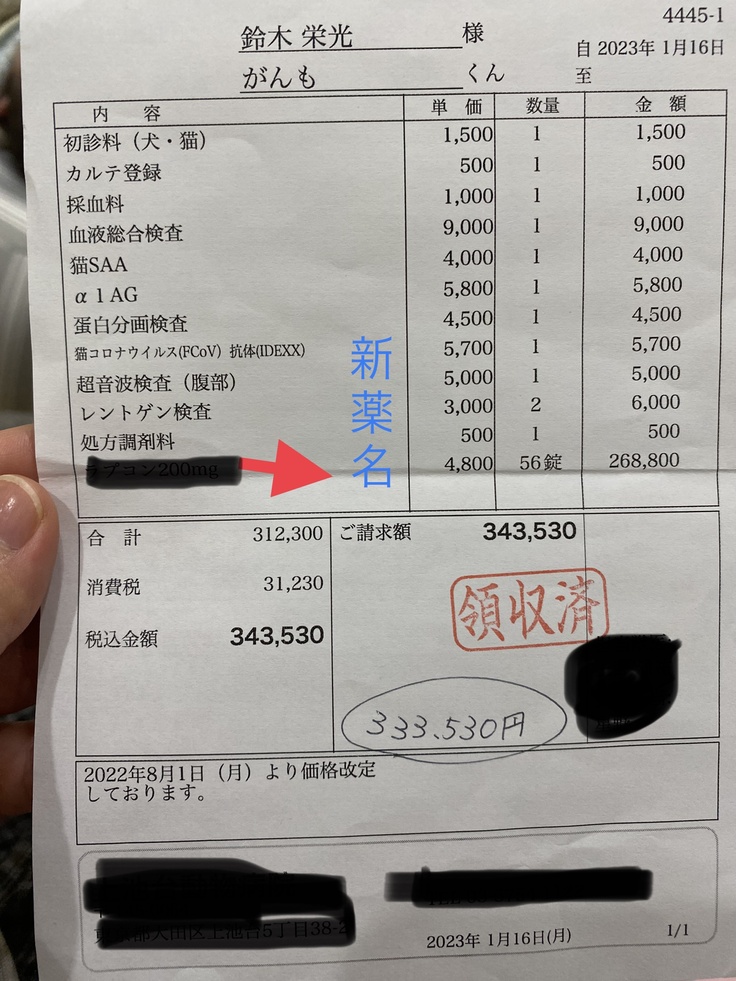 4445-1
鈴木 栄光 様
自 2023年 1月16日
がんも くん
至
内 容 単 価 数量 金 額
初診料（犬・猫） 1,500 1 1,500
カルテ登録 500 1 500
採血料 1,000 1 1,000
血液総合検査 9,000 1 9,000
猫SAA 4,000 1 4,000
α1AG 5,800 1 5,800
蛋白分画検査 4,500 1 4,500
猫コロナウイルス(FCoV) 抗体(IDEXX) 5,700 1 5,700
超音波検査（腹部） 5,000 1 5,000
レントゲン検査 3,000 2 6,000
処方調剤料 500 1 500
200mg 4,800 56錠 268,800
新薬名
合 計 312,300 ご請求額 343,530
消費税 31,230
領収済
税込金額 343,530
333.530円
2022年8月1日（月）より価格改定
しております。
2023年 1月16日(月) 1/1